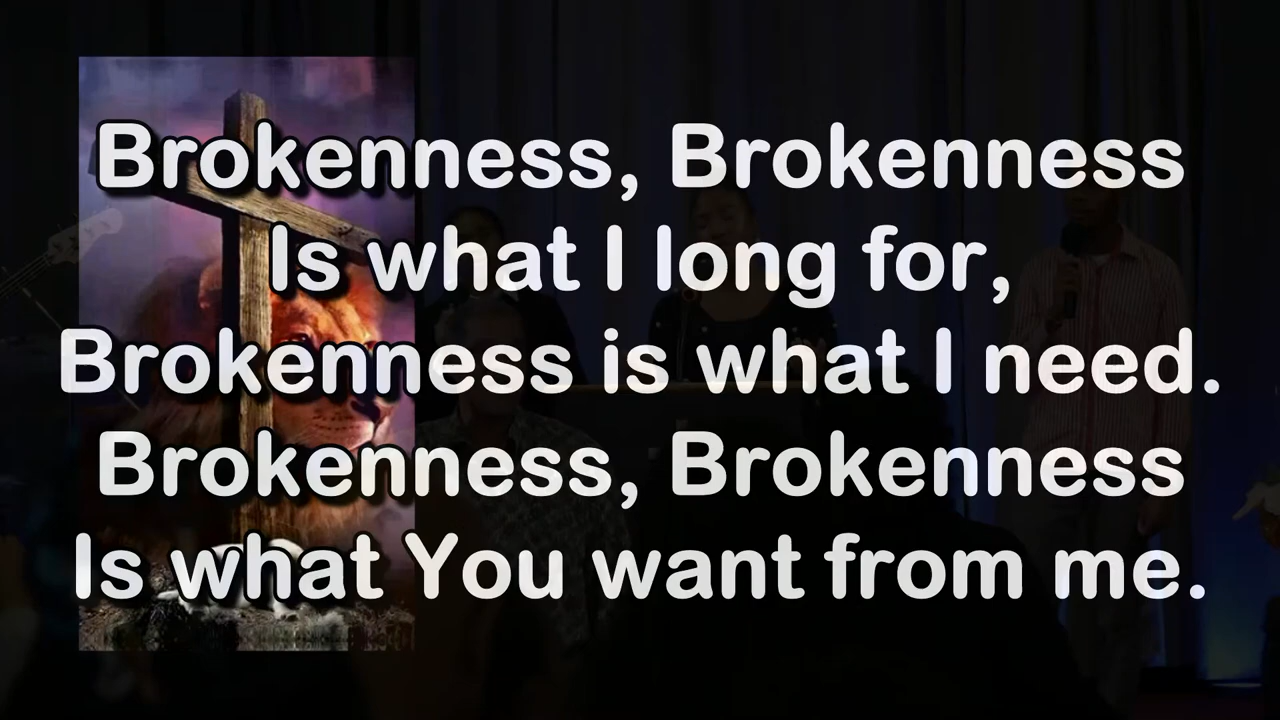 Brokenness, Brokenness
Is what I long for,
Brokenness is what I need.
Brokenness, Brokenness
Is what You want from me.